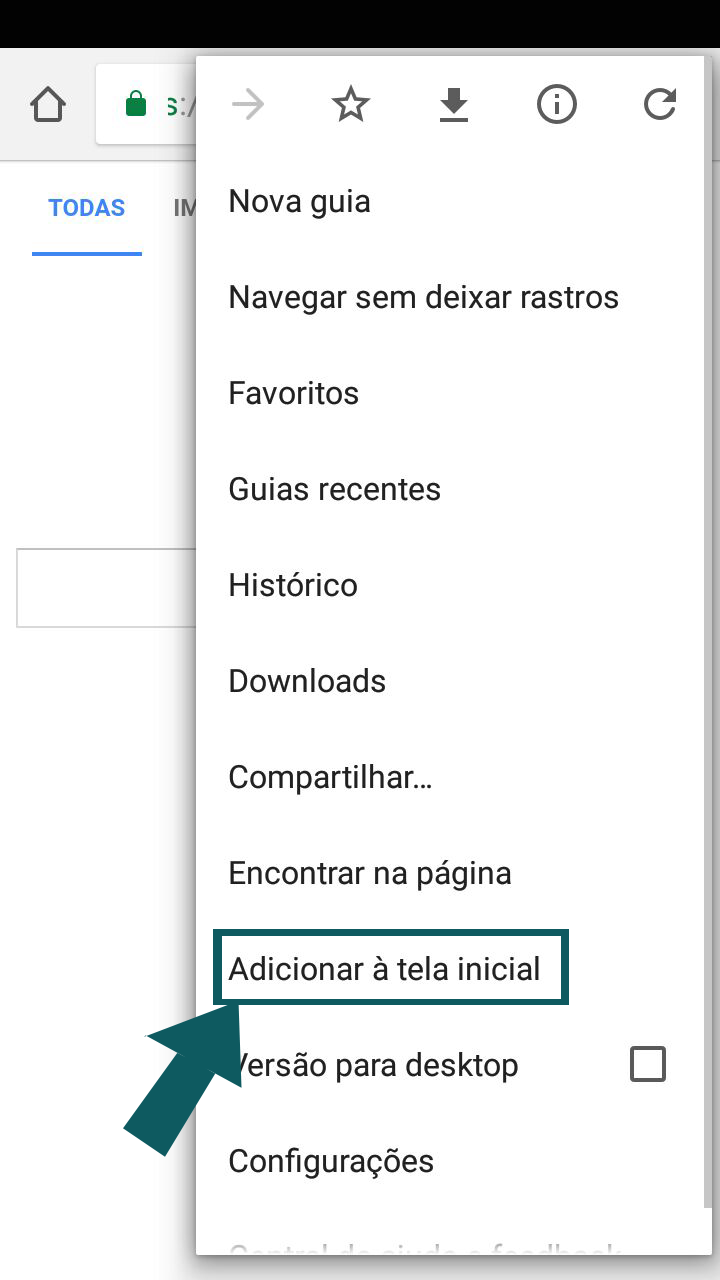 s:/
TODAS IM
Nova guia
Navegar sem deixar rastros
Favoritos
Guias recentes
Histórico
Downloads
Compartilhar...
Encontrar na página
Adicionar à tela inicial
Versão para desktop
Configurações